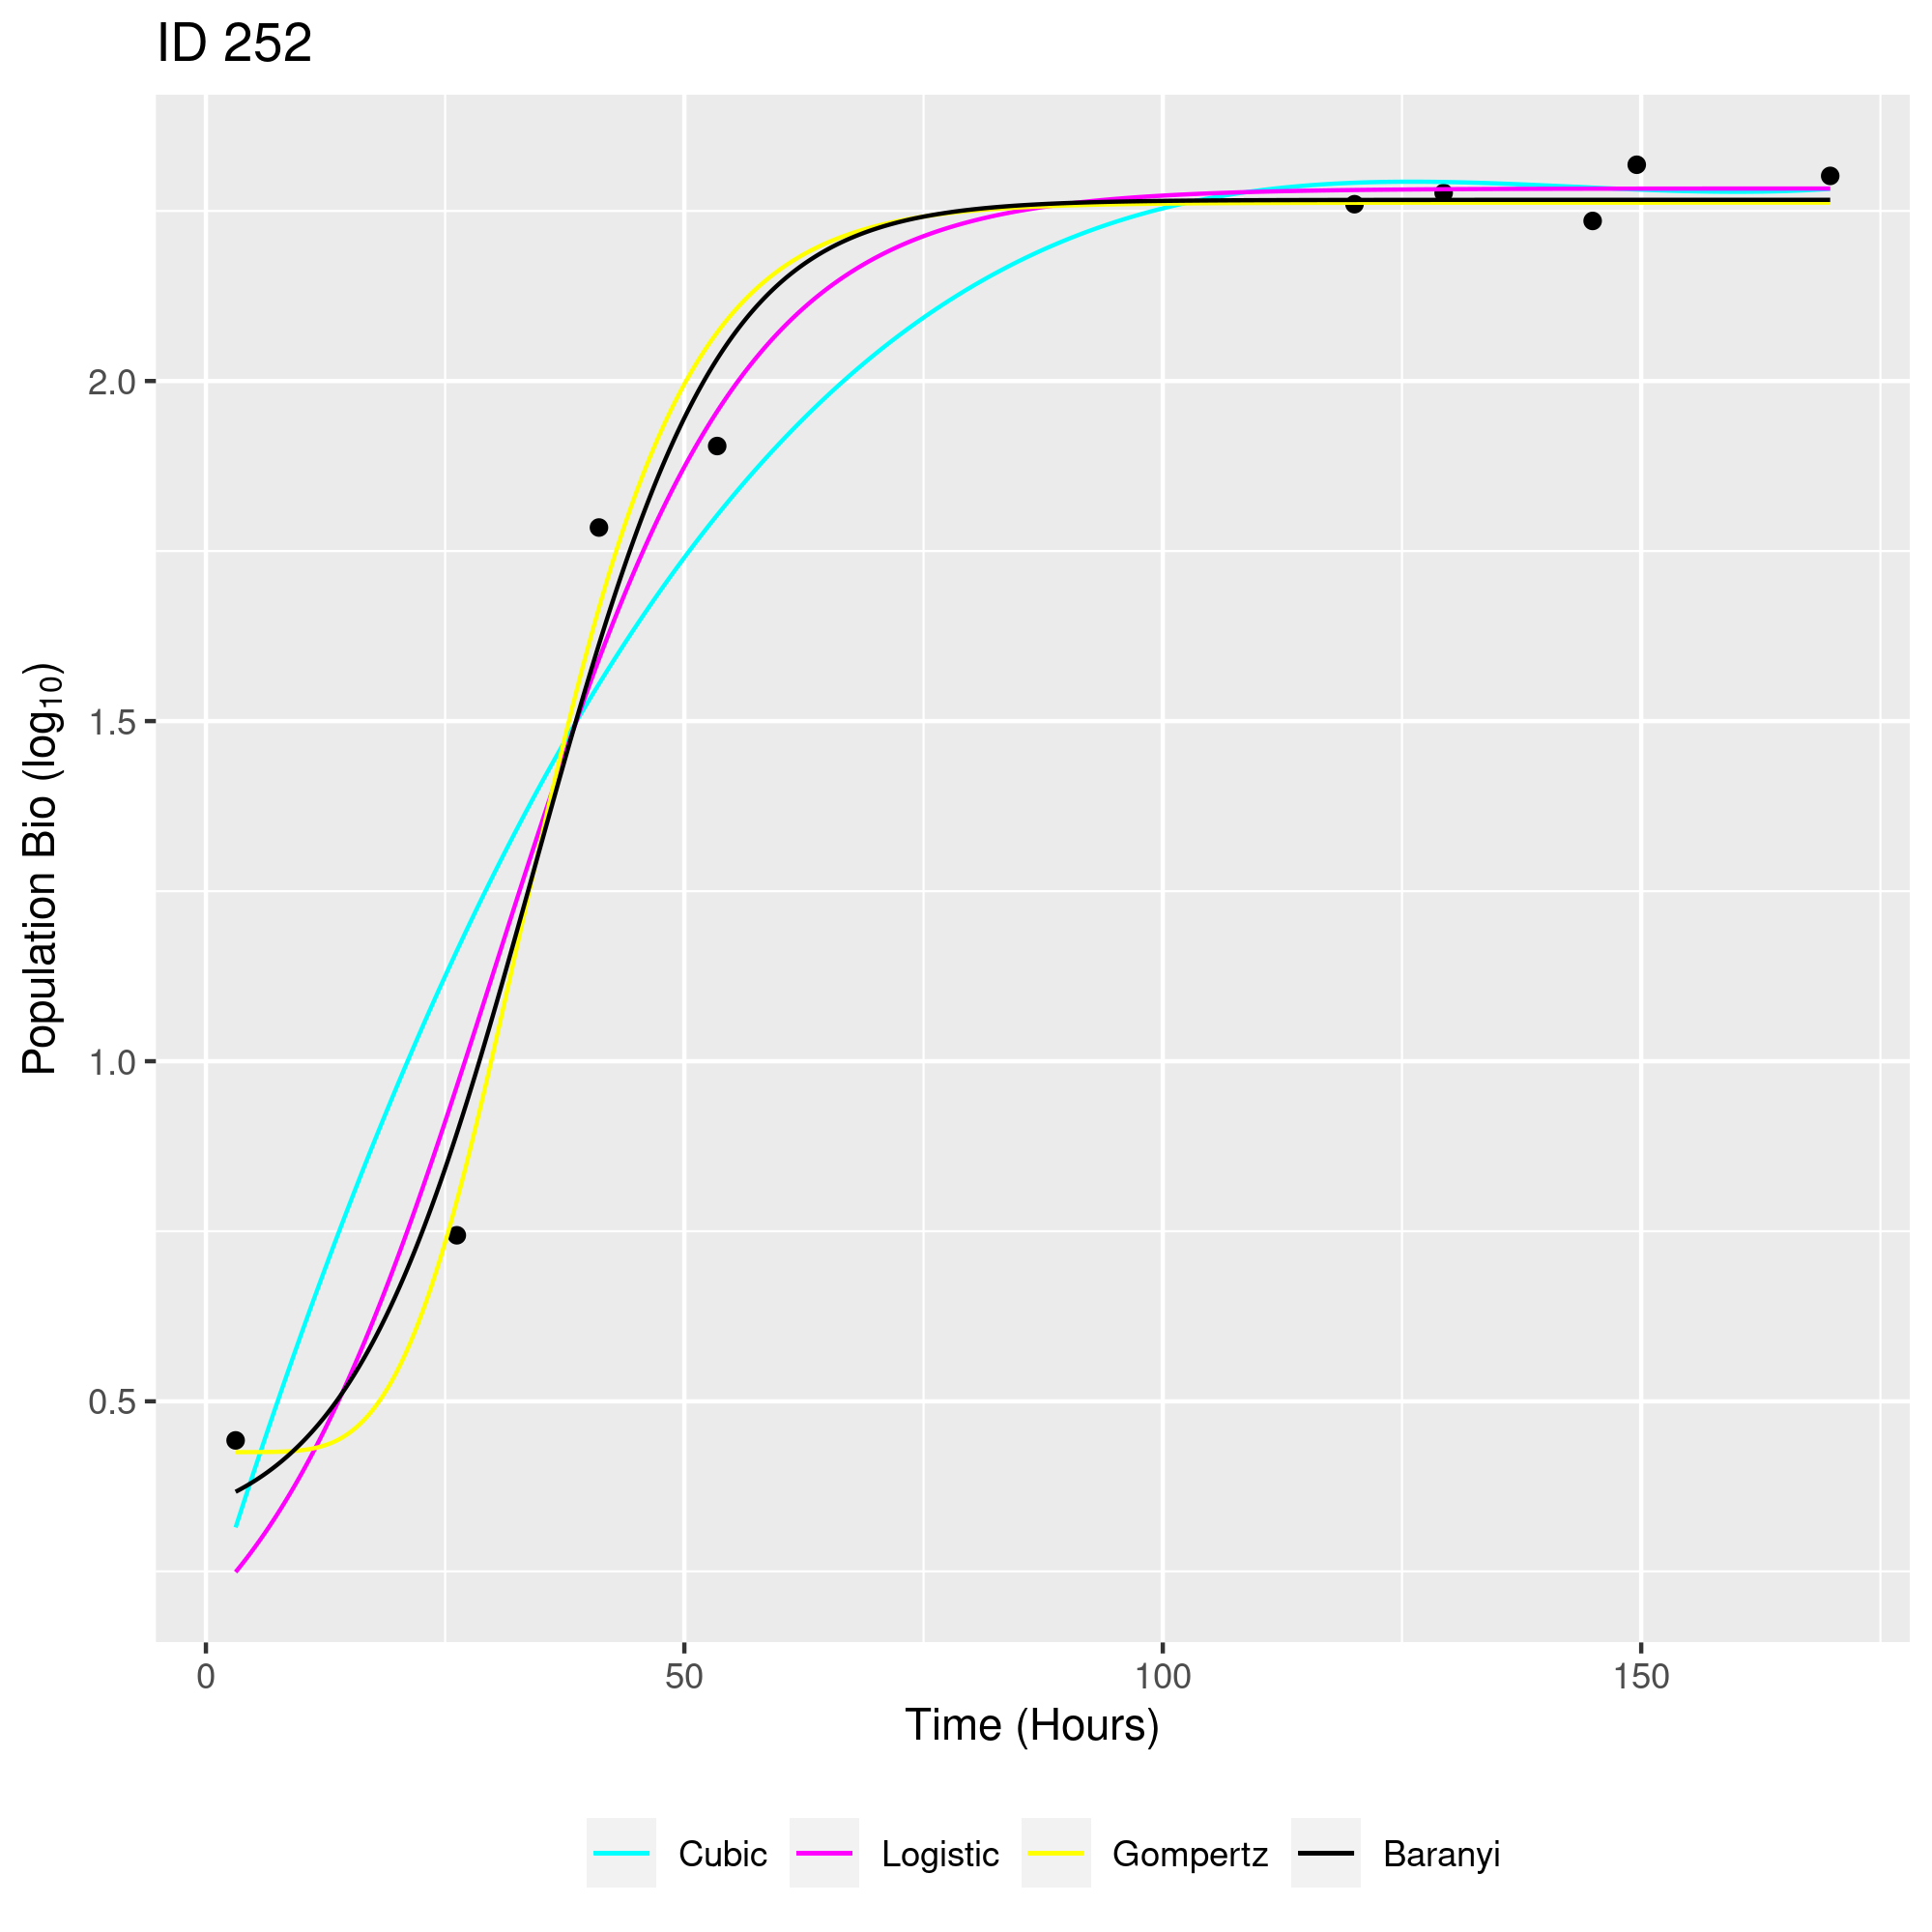 ID 252
Population Bio (log₁₀)
2.0
1.5
1.0
0.5
0 50 100 150
Time (Hours)
Cubic Logistic Gompertz Baranyi